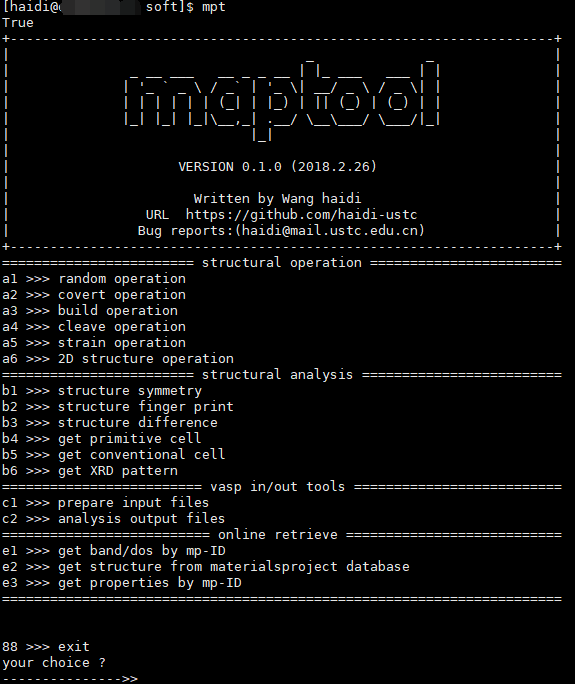 [haidi@ soft]$ mpt
True
maptool
VERSION 0.1.0 (2018.2.26)
Written by Wang haidi
URL  https://github.com/haidi-ustc
Bug reports:(haidi@mail.ustc.edu.cn)
======================== structural operation ========================
a1 >>> random operation
a2 >>> covert operation
a3 >>> build operation
a4 >>> cleave operation
a5 >>> strain operation
a6 >>> 2D structure operation
======================== structural analysis =========================
b1 >>> structure symmetry
b2 >>> structure finger print
b3 >>> structure difference
b4 >>> get primitive cell
b5 >>> get conventional cell
b6 >>> get XRD pattern
========================= vasp in/out tools ==========================
c1 >>> prepare input files
c2 >>> analysis output files
========================== online retrieve ===========================
e1 >>> get band/dos by mp-ID
e2 >>> get structure from materialsproject database
e3 >>> get properties by mp-ID
======================================================================
88 >>> exit
your choice ?
--------------->>